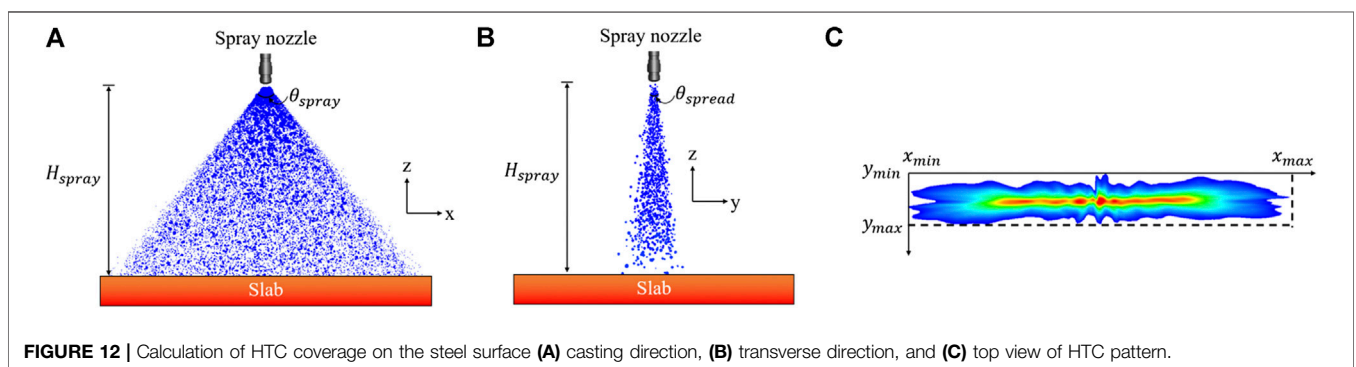 A
Spray nozzle
θspray
Hspray
z
x
Slab
B
Spray nozzle
θspread
Hspray
z
y
Slab
C
xmin
xmax
ymin
ymax
FIGURE 12 | Calculation of HTC coverage on the steel surface (A) casting direction, (B) transverse direction, and (C) top view of HTC pattern.